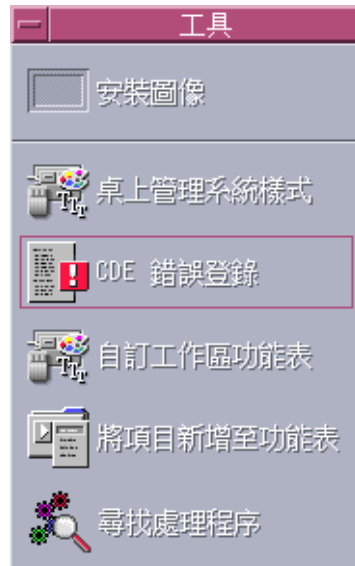 工具
安裝圖像
桌上管理系統樣式
CDE 錯誤登錄
自訂工作區功能表
將項目新增至功能表
尋找處理程序